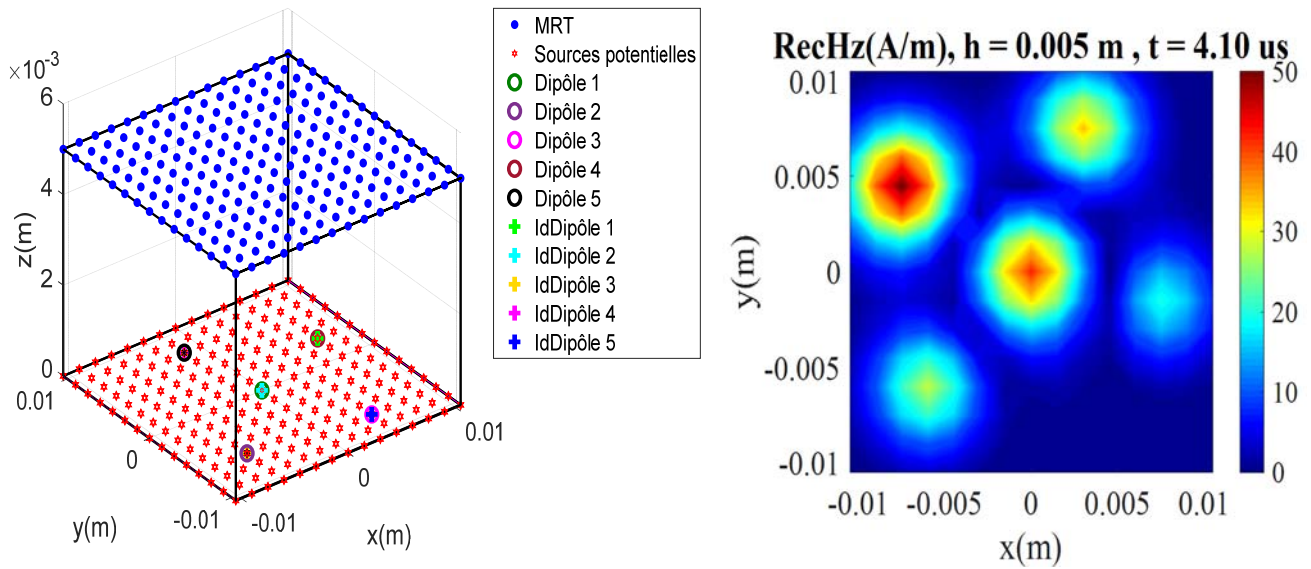 ×10⁻³
6
4
2
0
z(m)
0.01
0
-0.01
y(m)
-0.01
0
0.01
x(m)
MRT
Sources potentielles
Dipôle 1
Dipôle 2
Dipôle 3
Dipôle 4
Dipôle 5
IdDipôle 1
IdDipôle 2
IdDipôle 3
IdDipôle 4
IdDipôle 5
RecHz(A/m), h = 0.005 m , t = 4.10 us
0.01
0.005
0
-0.005
-0.01
y(m)
-0.01 -0.005 0 0.005 0.01
x(m)
50
40
30
20
10
0